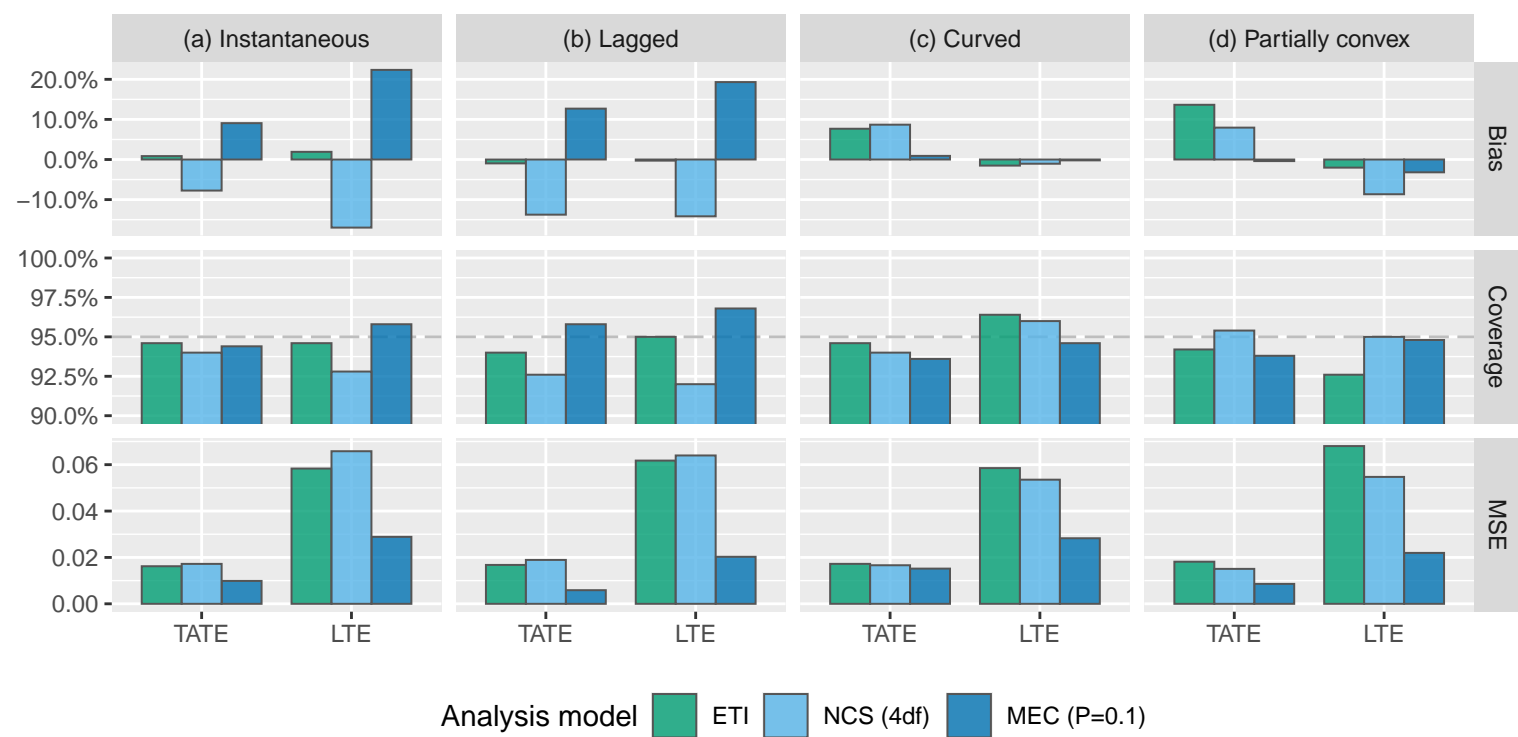 (a) Instantaneous (b) Lagged (c) Curved (d) Partially convex
20.0%
10.0%
0.0%
−10.0%
Bias
100.0%
97.5%
95.0%
92.5%
90.0%
Coverage
0.06
0.04
0.02
0.00
MSE
TATE LTE TATE LTE TATE LTE TATE LTE
Analysis model ETI NCS (4df) MEC (P=0.1)